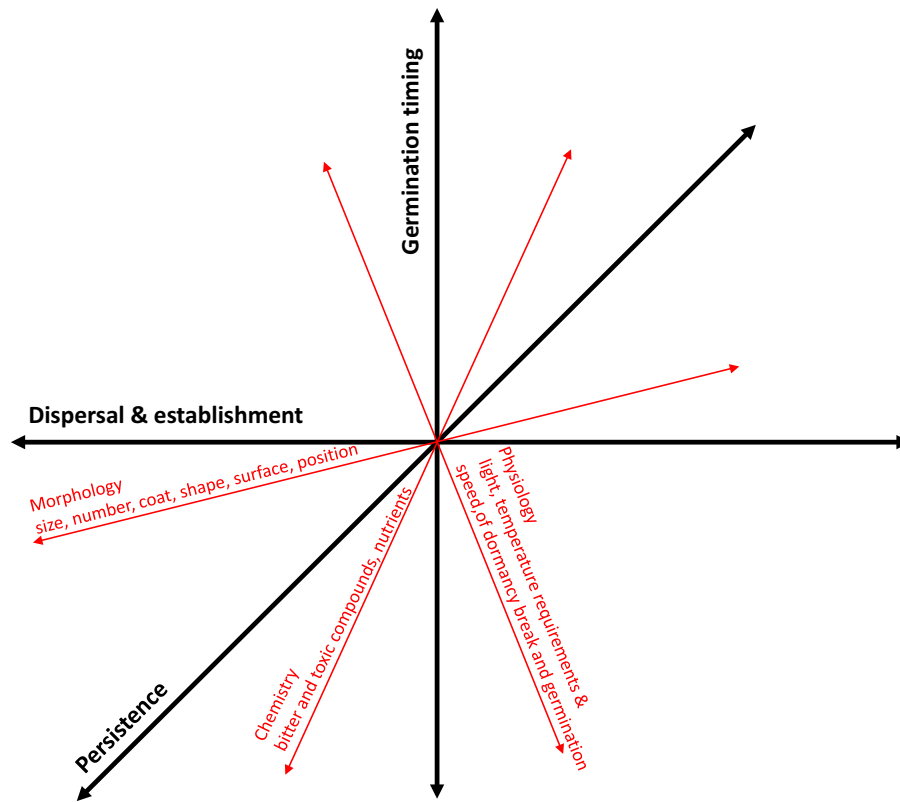 Germination timing
Dispersal & establishment
Morphology
size, number, coat, shape, surface, position
Physiology
light, temperature requirements &
speed,of dormancy break and germination
Chemistry
bitter and toxic compounds, nutrients
Persistence